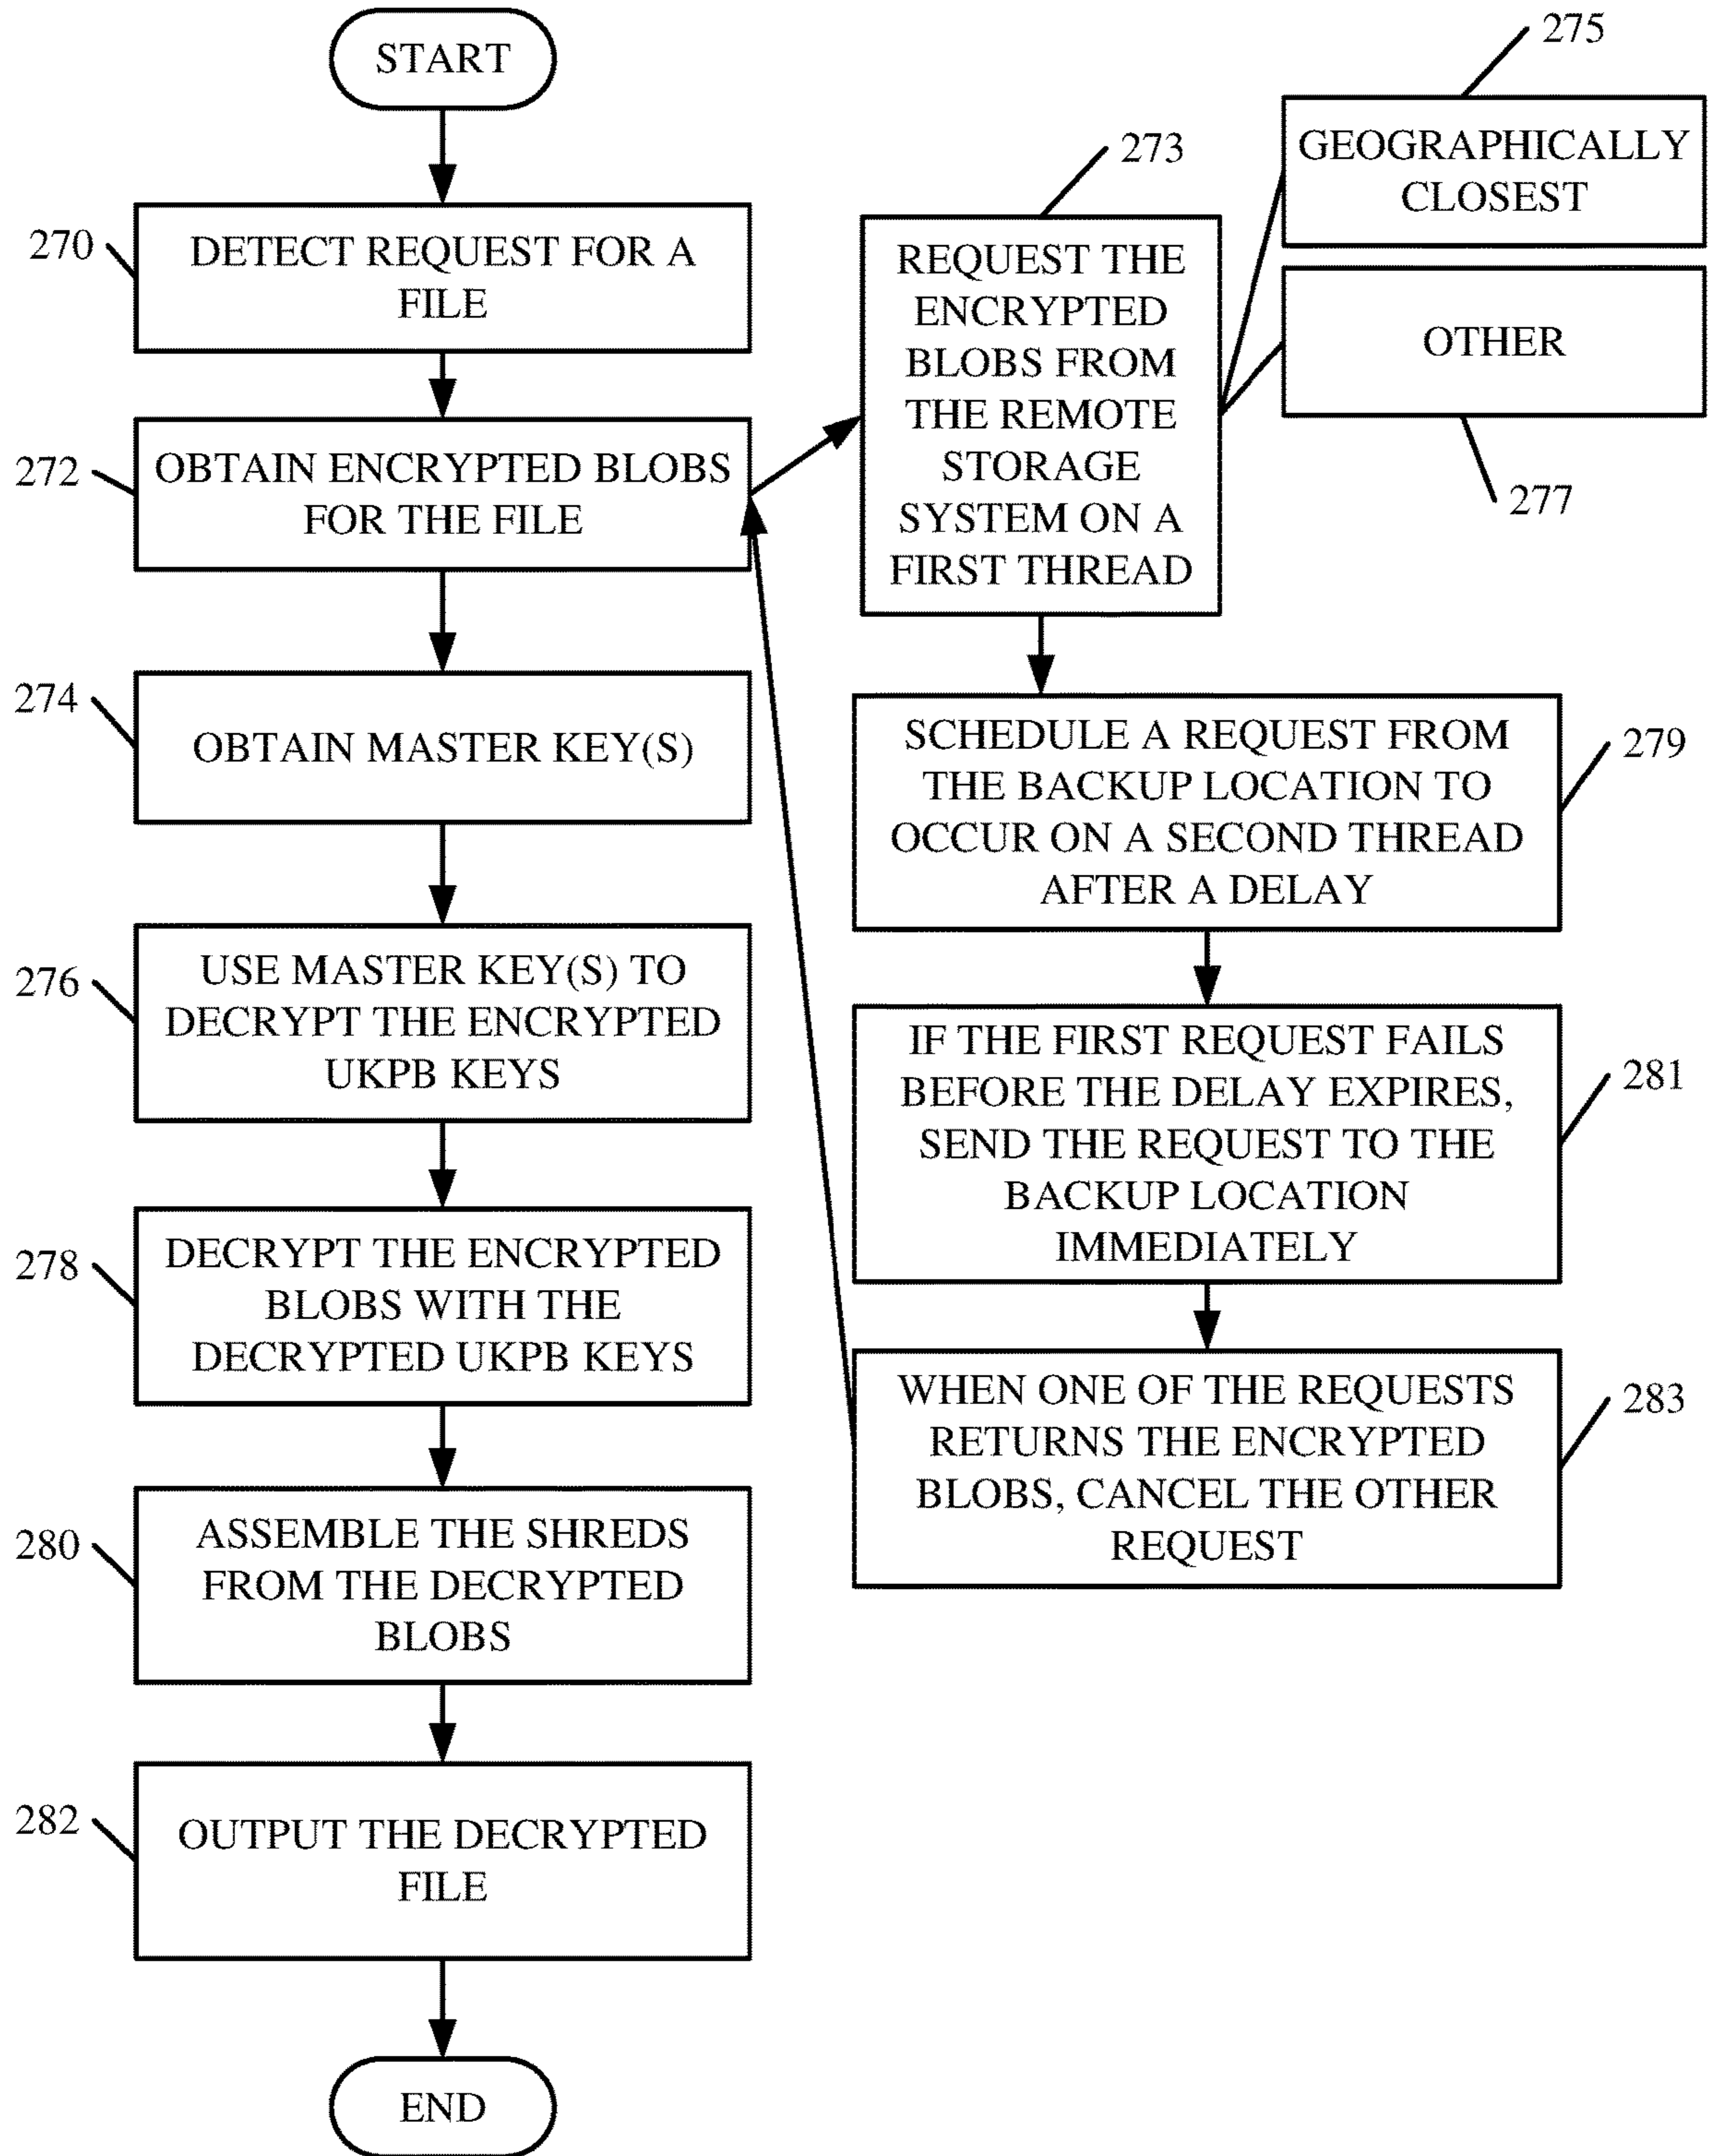 START
270
DETECT REQUEST FOR A
FILE
272
OBTAIN ENCRYPTED BLOBS
FOR THE FILE
274
OBTAIN MASTER KEY(S)
276
USE MASTER KEY(S) TO
DECRYPT THE ENCRYPTED
UKPB KEYS
278
DECRYPT THE ENCRYPTED
BLOBS WITH THE
DECRYPTED UKPB KEYS
280
ASSEMBLE THE SHREDS
FROM THE DECRYPTED
BLOBS
282
OUTPUT THE DECRYPTED
FILE
END
273
REQUEST THE
ENCRYPTED
BLOBS FROM
THE REMOTE
STORAGE
SYSTEM ON A
FIRST THREAD
275
GEOGRAPHICALLY
CLOSEST
OTHER
277
SCHEDULE A REQUEST FROM
THE BACKUP LOCATION TO
OCCUR ON A SECOND THREAD
AFTER A DELAY
279
IF THE FIRST REQUEST FAILS
BEFORE THE DELAY EXPIRES,
SEND THE REQUEST TO THE
BACKUP LOCATION
IMMEDIATELY
281
WHEN ONE OF THE REQUESTS
RETURNS THE ENCRYPTED
BLOBS, CANCEL THE OTHER
REQUEST
283